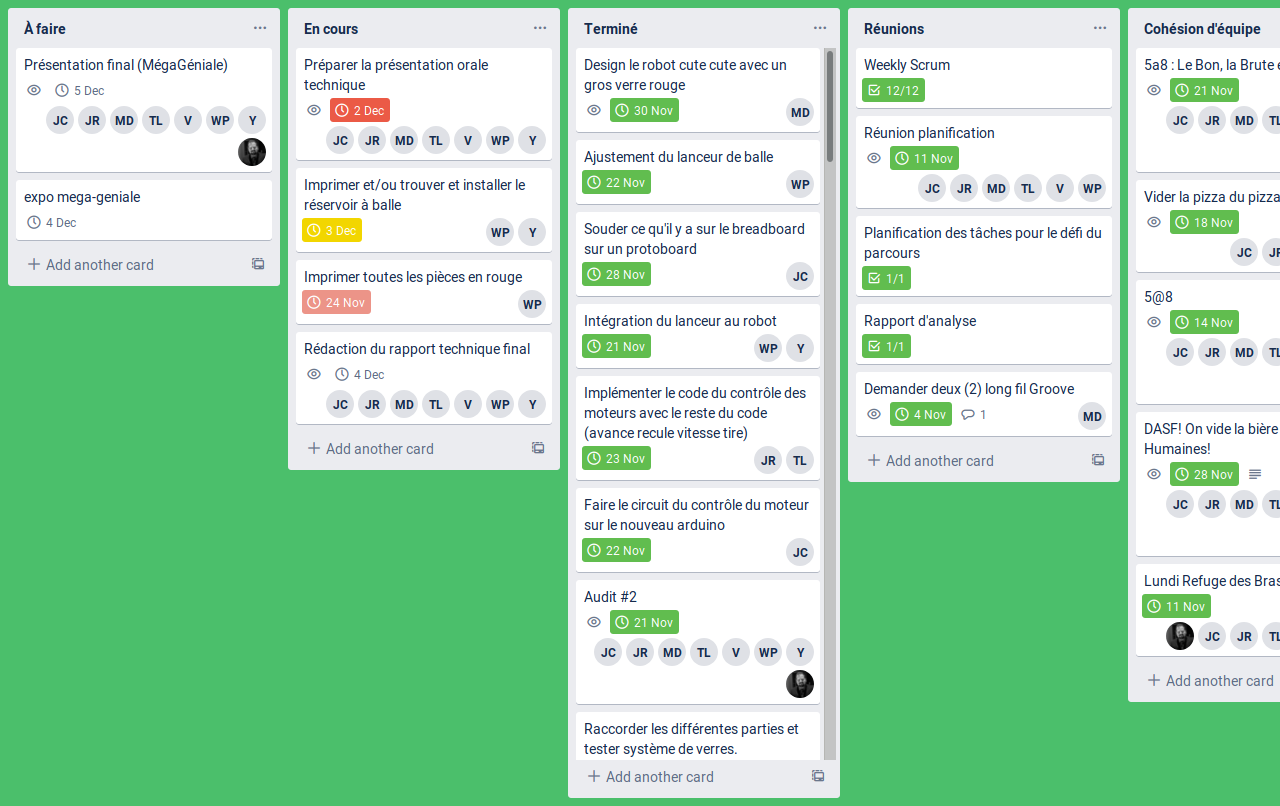 À faire
Présentation final (MégaGéniale)
5 Dec
JC JR MD TL V WP Y
expo mega-geniale
4 Dec
Add another card
En cours
Préparer la présentation orale
technique
2 Dec
JC JR MD TL V WP Y
Imprimer et/ou trouver et installer le
réservoir à balle
3 Dec
WP Y
Imprimer toutes les pièces en rouge
24 Nov
WP
Rédaction du rapport technique final
4 Dec
JC JR MD TL V WP Y
Add another card
Terminé
Design le robot cute cute avec un
gros verre rouge
30 Nov
MD
Ajustement du lanceur de balle
22 Nov
WP
Souder ce qu'il y a sur le breadboard
sur un protoboard
28 Nov
JC
Intégration du lanceur au robot
21 Nov
WP Y
Implémenter le code du contrôle des
moteurs avec le reste du code
(avance recule vitesse tire)
23 Nov
JR TL
Faire le circuit du contrôle du moteur
sur le nouveau arduino
22 Nov
JC
Audit #2
21 Nov
JC JR MD TL V WP Y
Raccorder les différentes parties et
tester système de verres.
Add another card
Réunions
Weekly Scrum
12/12
Réunion planification
11 Nov
JC JR MD TL V WP
Planification des tâches pour le défi du
parcours
1/1
Rapport d'analyse
1/1
Demander deux (2) long fil Groove
4 Nov
1
MD
Add another card
Cohésion d'équipe
5a8 : Le Bon, la Brute
21 Nov
JC JR MD TL
Vider la pizza du pizza
18 Nov
JC JR
5@8
14 Nov
JC JR MD TL
DASF! On vide la bière
Humaines!
28 Nov
JC JR MD TL
Lundi Refuge des Bras
11 Nov
JC JR TL
Add another card